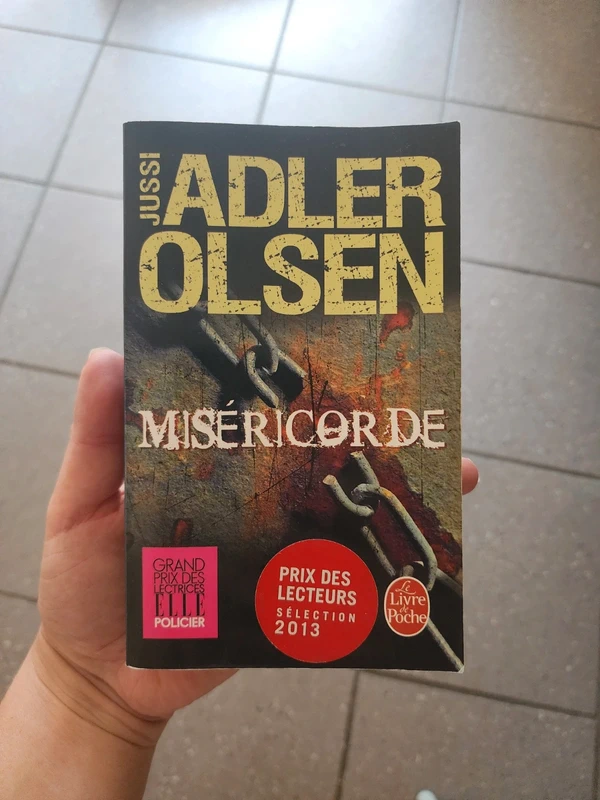 JUSSI
ADLER
OLSEN
MISÉRICORDE
GRAND
PRIX DES
LECTRICES
ELLE
POLICIER
PRIX DES
LECTEURS
SÉLECTION
2013
Le
Livre
de
Poche